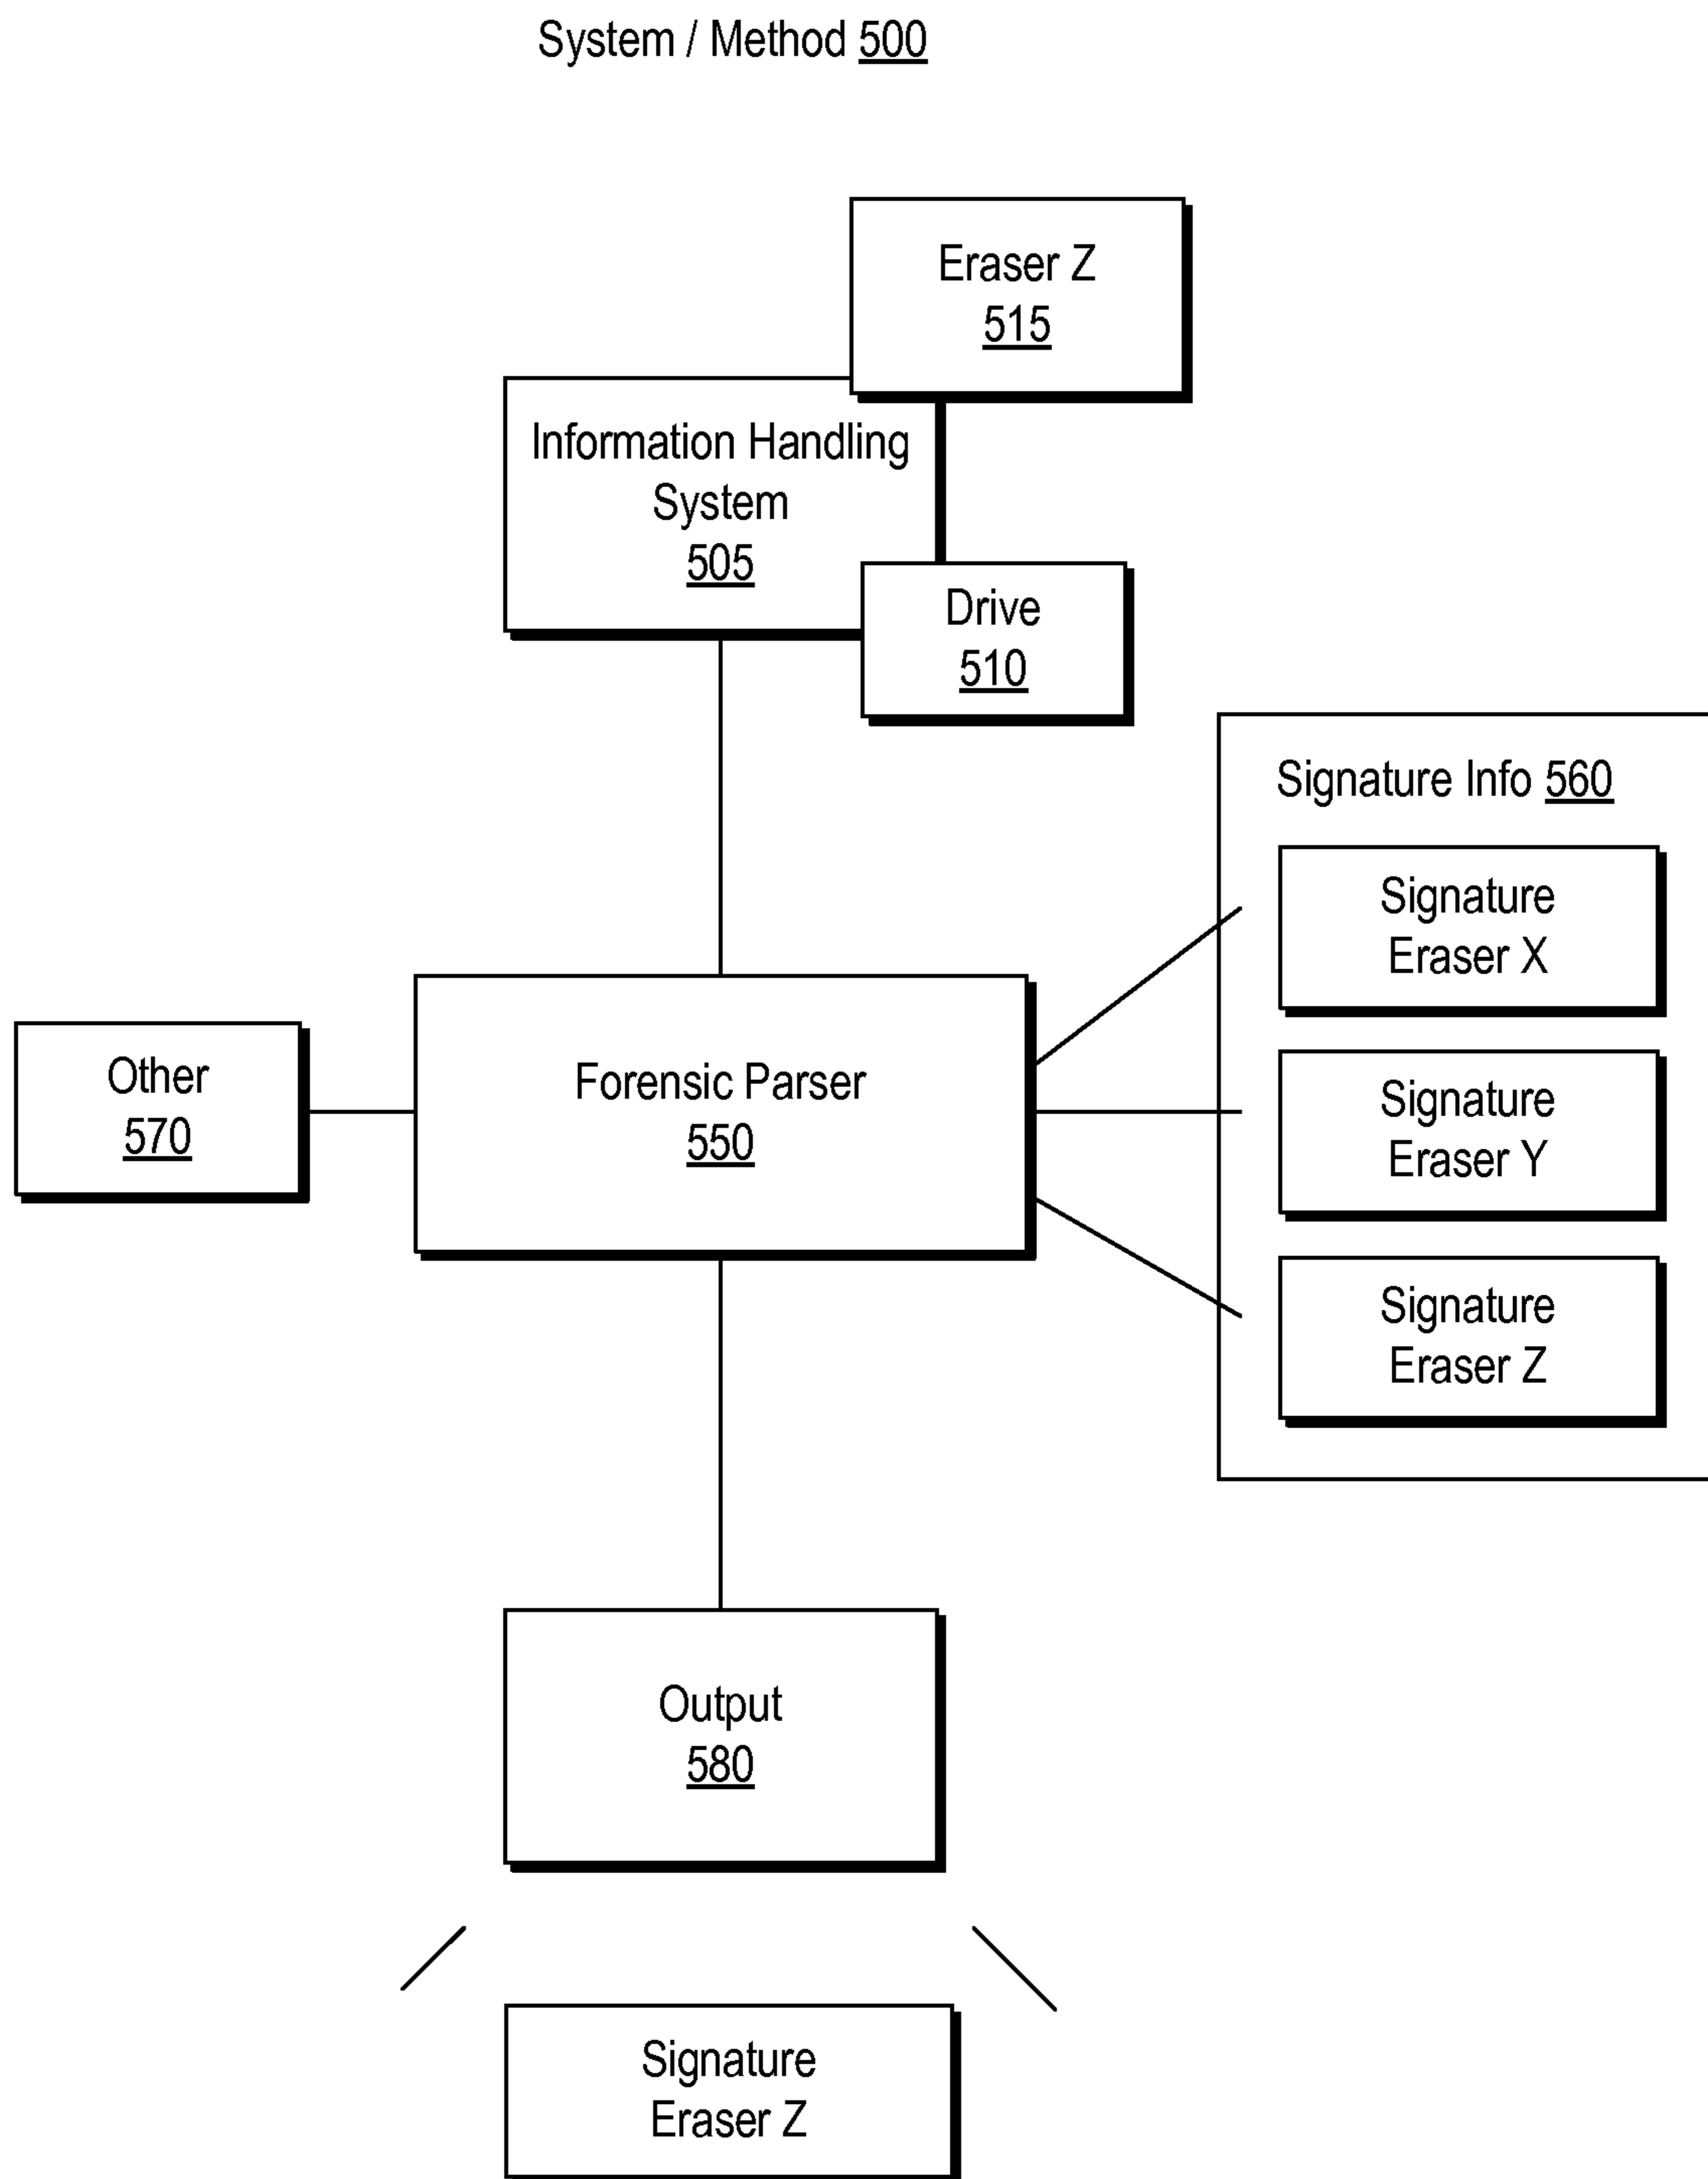 System / Method 500
Eraser Z
515
Information Handling
System
505
Drive
510
Signature Info 560
Signature
Eraser X
Signature
Eraser Y
Signature
Eraser Z
Other
570
Forensic Parser
550
Output
580
Signature
Eraser Z